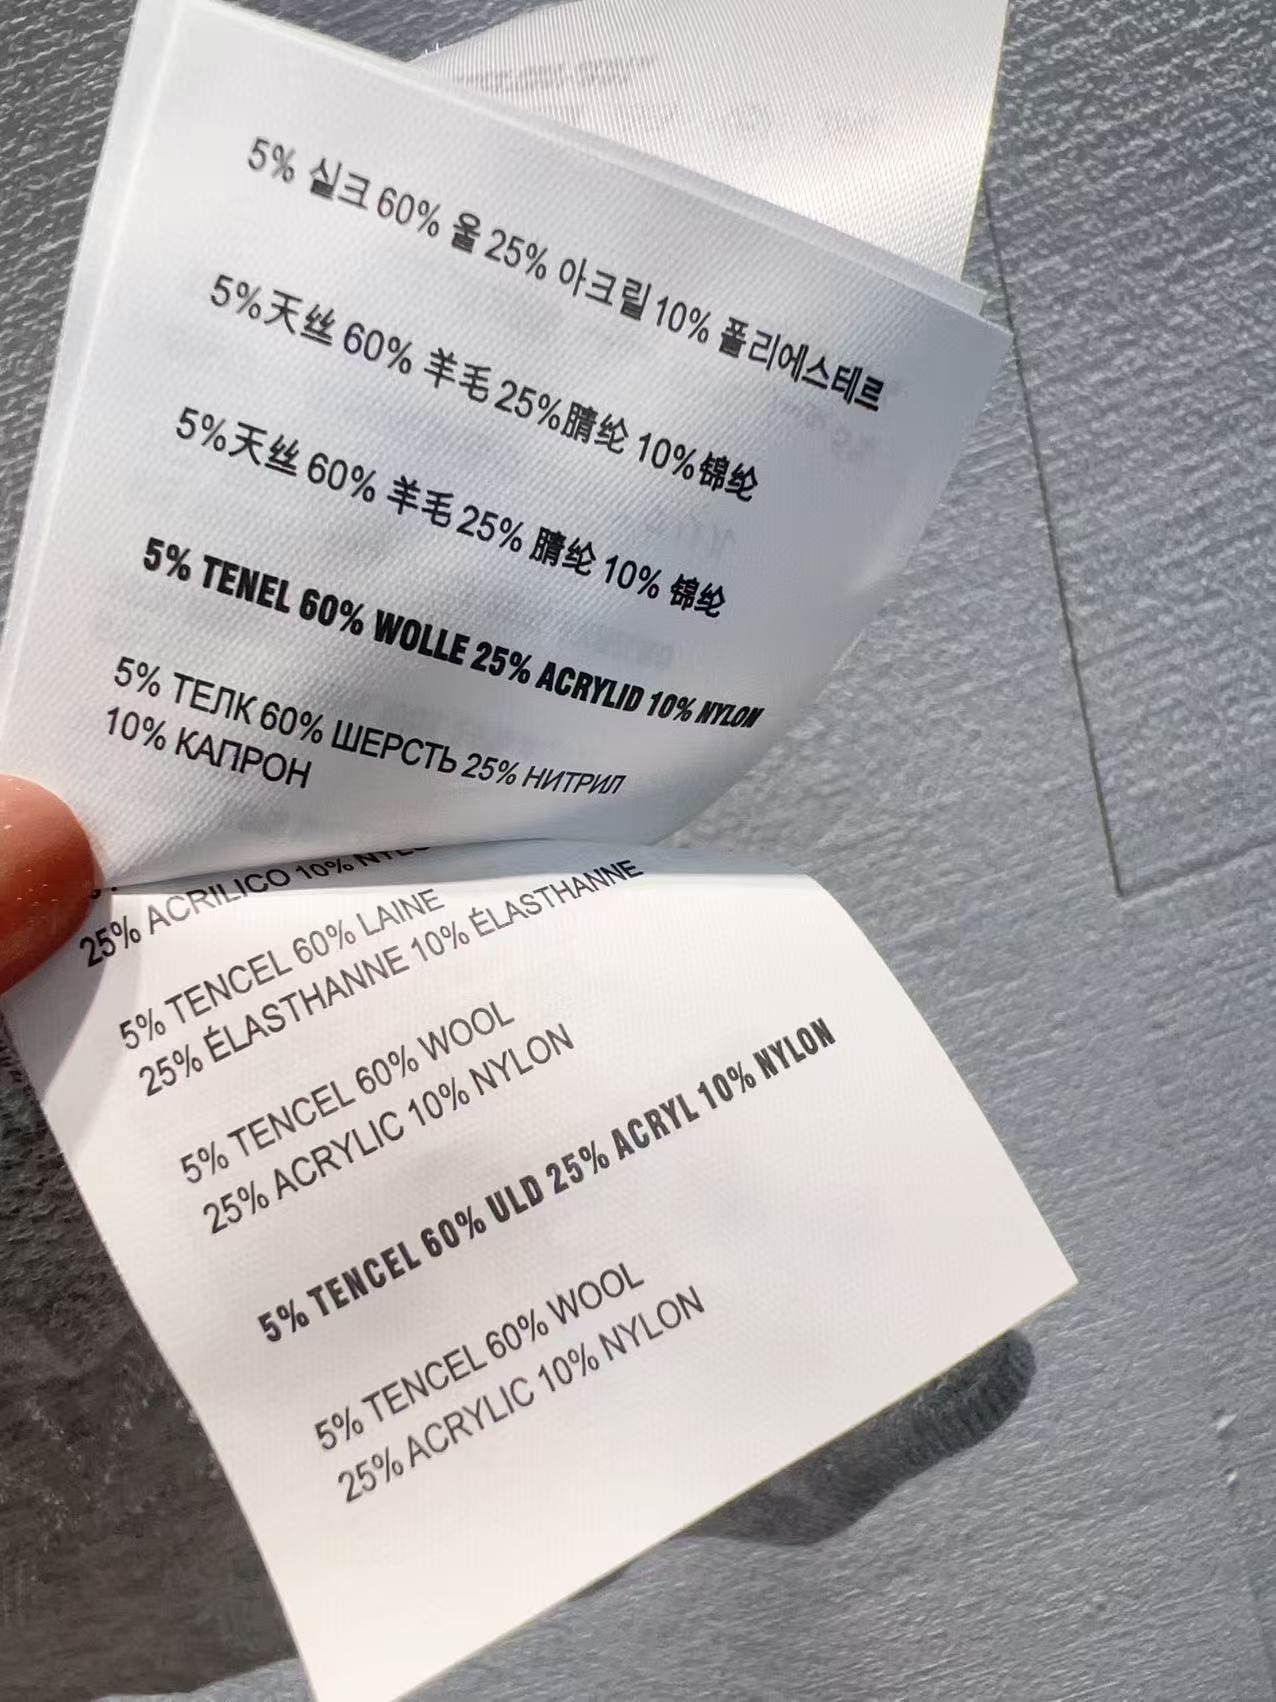 5% 실크 60% 울 25% 아크릴 10% 폴리에스테르
5%天丝 60% 羊毛 25%腈纶 10%锦纶
5%天丝 60% 羊毛 25% 腈纶 10% 锦纶
5% TENEL 60% WOLLE 25% ACRYLID 10% NYLON
5% ТЕЛК 60% ШЕРСТЬ 25% НИТРИЛ
10% КАПРОН
25% ACRILICO 10%
5% TENCEL 60% LAINE
25% ÉLASTHANNE 10% ÉLASTHANNE
5% TENCEL 60% WOOL
25% ACRYLIC 10% NYLON
5% TENCEL 60% ULD 25% ACRYL 10% NYLON
5% TENCEL 60% WOOL
25% ACRYLIC 10% NYLON